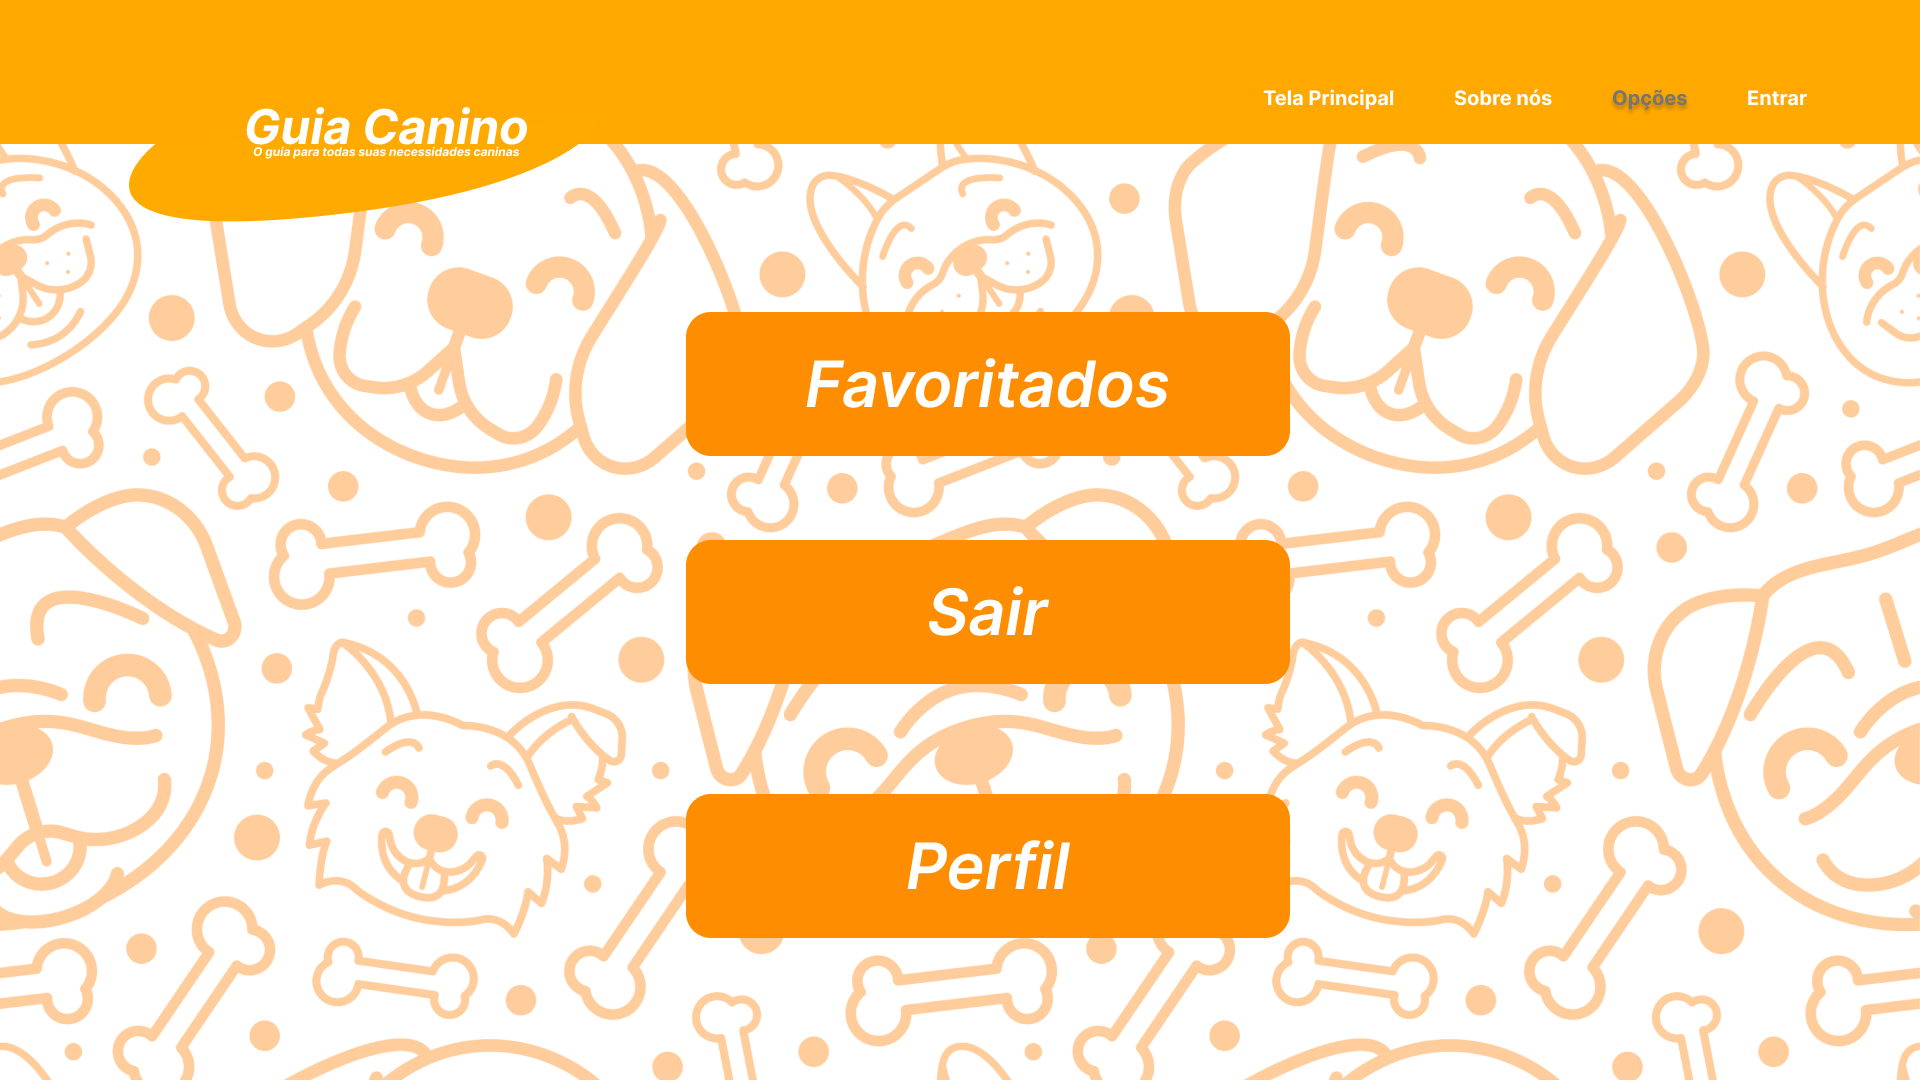 Tela Principal
Sobre nós
Opções
Entrar
Guia Canino
O guia para todas suas necessidades caninas
Favoritados
Sair
Perfil